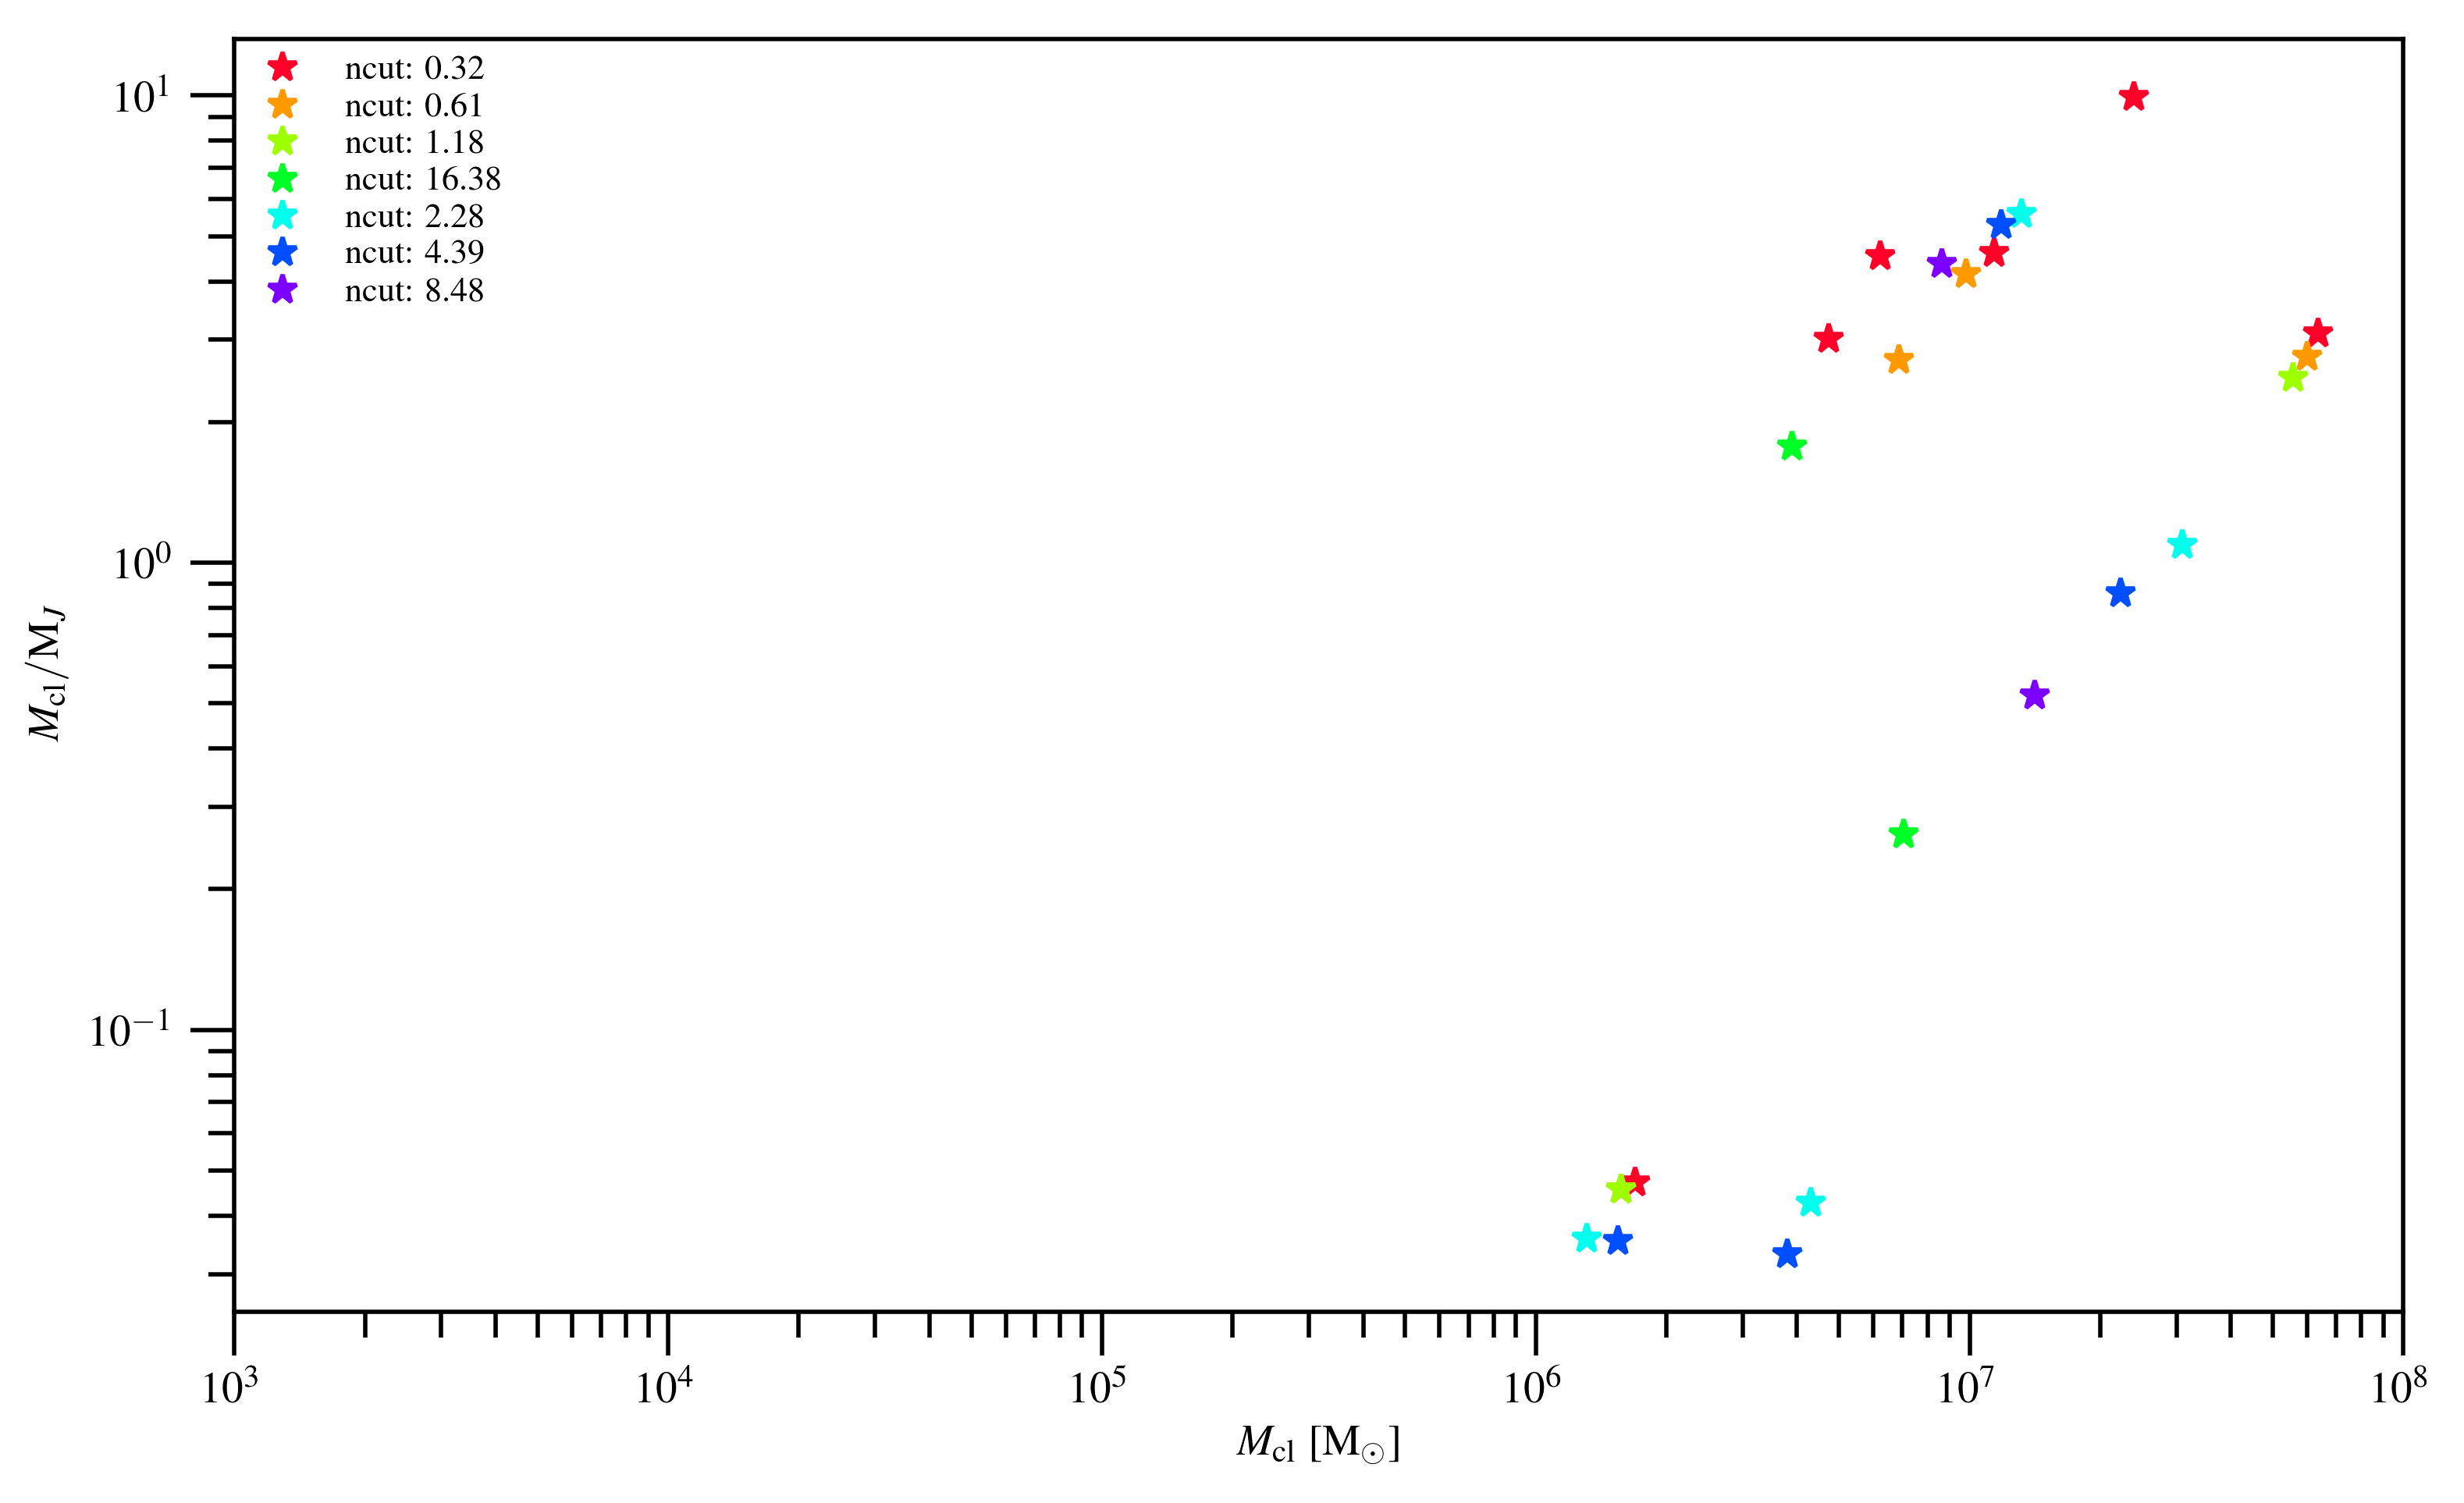 ncut: 0.32
ncut: 0.61
ncut: 1.18
ncut: 16.38
ncut: 2.28
ncut: 4.39
ncut: 8.48
10¹
10⁰
10⁻¹
M_cl/M_J
10³ 10⁴ 10⁵ 10⁶ 10⁷ 10⁸
M_cl [M_⊙]